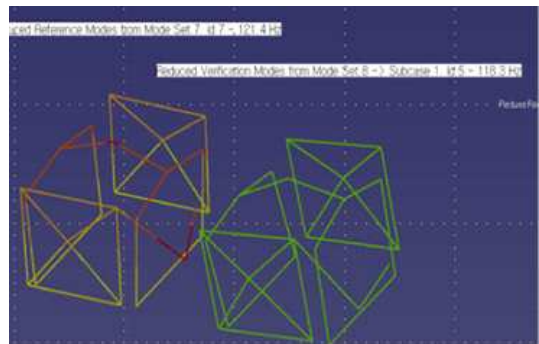 uced Reference Modes from Mode Set 7. id 7 ~, 121.4 Hz
Reduced Verification Modes from Mode Set 8 -> Subcase 1. id 5 ~ 118.3 Hz